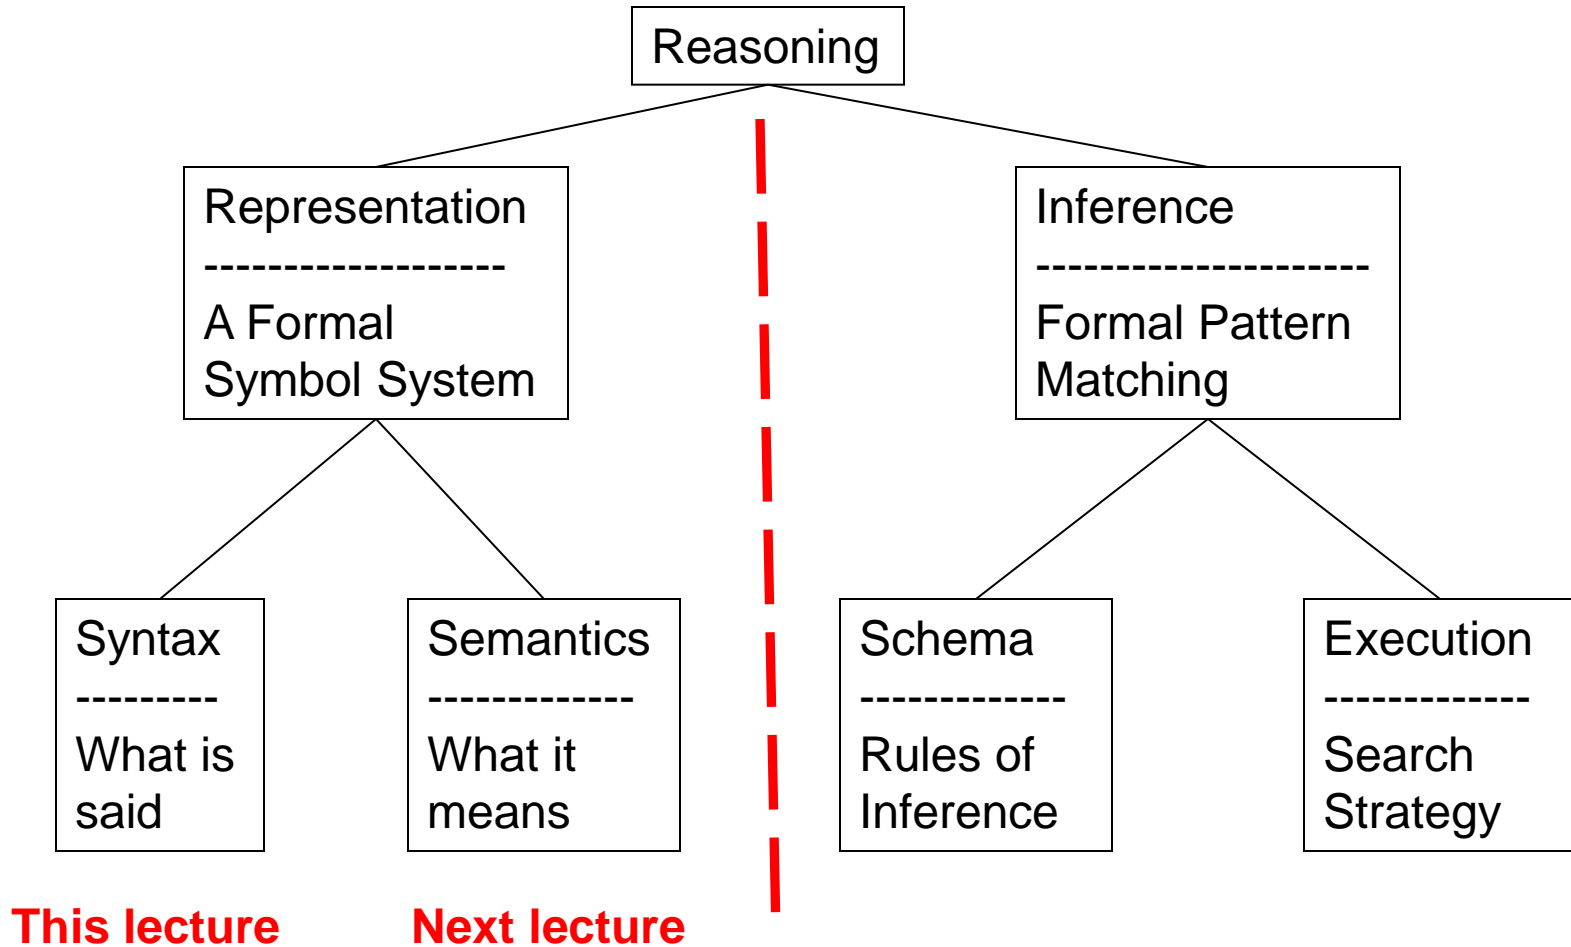 Reasoning
Representation
-------------------
A Formal
Symbol System
Inference
---------------------
Formal Pattern
Matching
Syntax
---------
What is
said
Semantics
-------------
What it
means
Schema
-------------
Rules of
Inference
Execution
-------------
Search
Strategy
This lecture
Next lecture